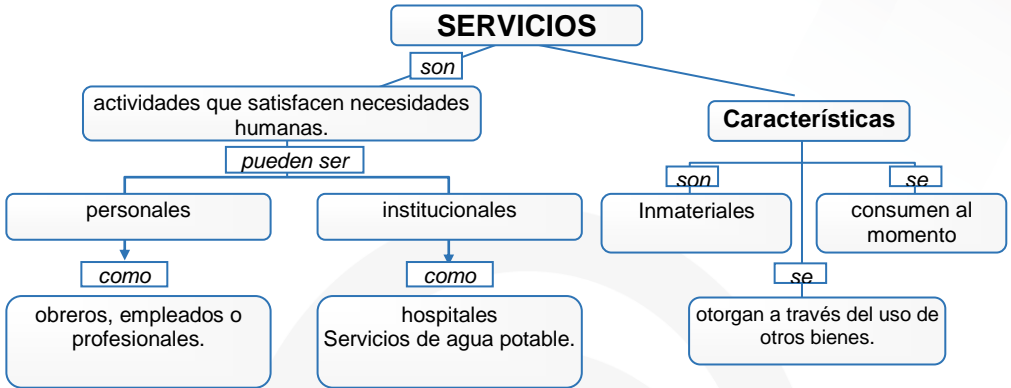 SERVICIOS
son
actividades que satisfacen necesidades
humanas.
pueden ser
personales
institucionales
como
como
obreros, empleados o
profesionales.
hospitales
Servicios de agua potable.
Características
son
se
Inmateriales
consumen al
momento
se
otorgan a través del uso de
otros bienes.